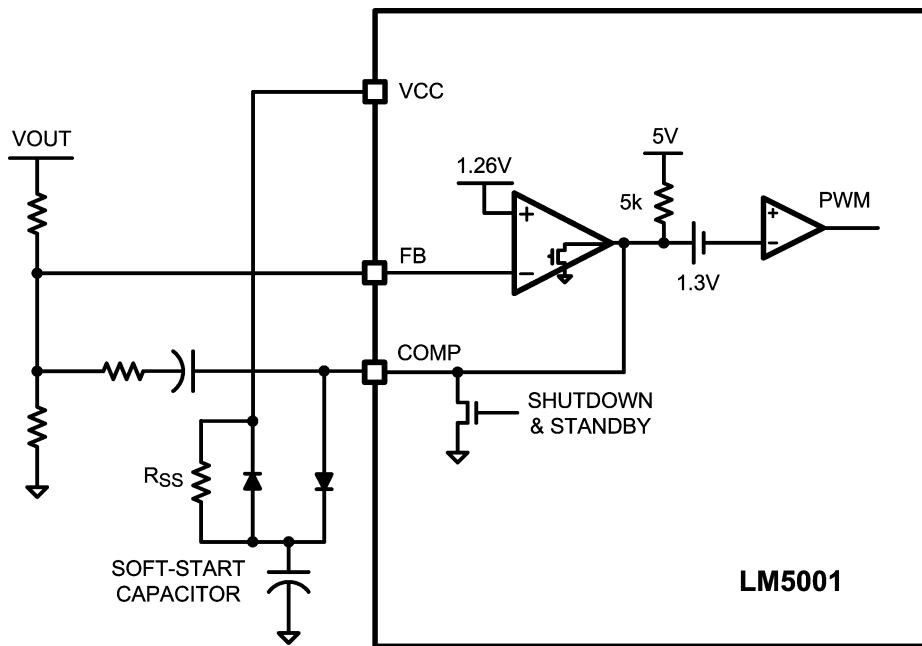 VCC
VOUT
5V
1.26V
5k
PWM
+
+
FB
−
−
1.3V
COMP
SHUTDOWN
& STANDBY
RSS
SOFT-START
CAPACITOR
LM5001